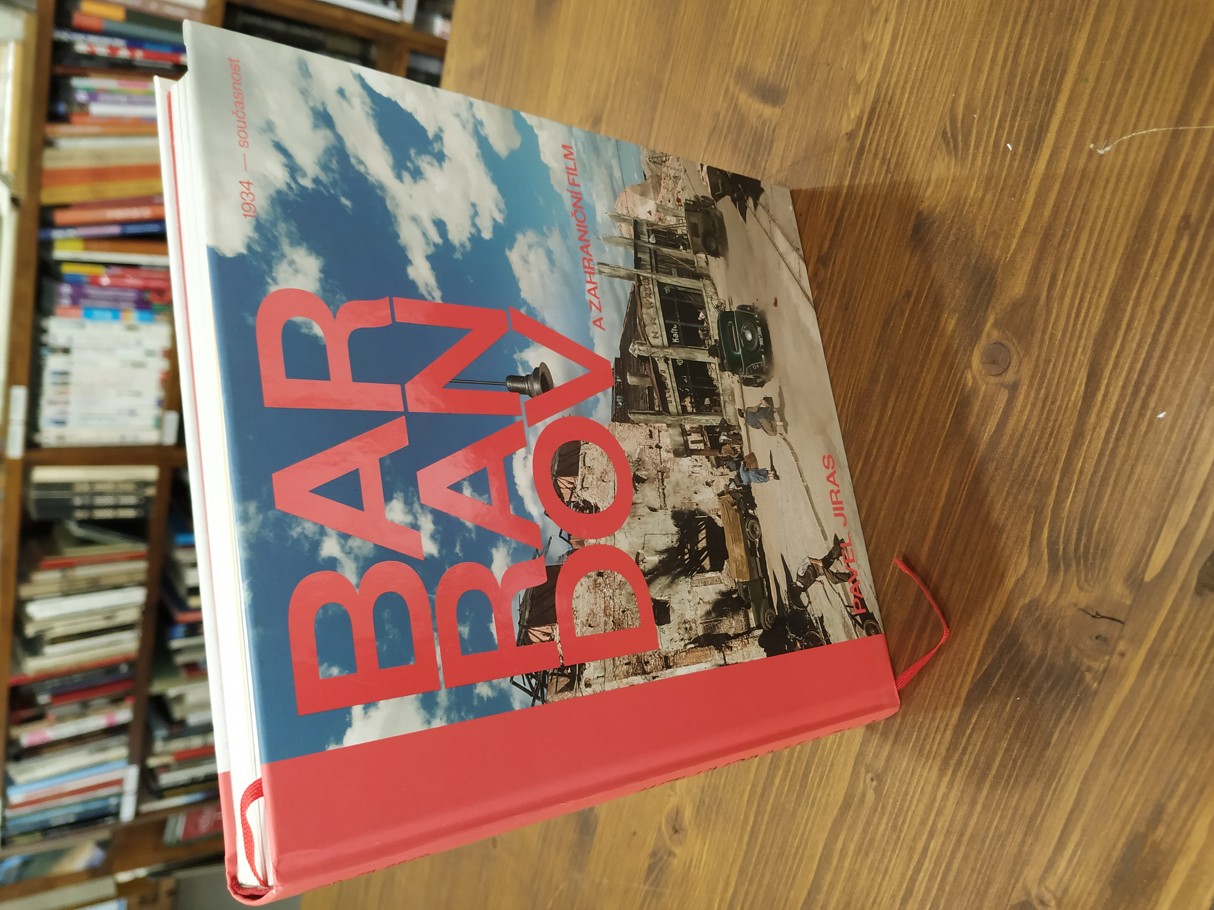 1934 — současnost
BAR
RAN
DOV
A ZAHRANIČNÍ FILM
PAVEL JIRAS